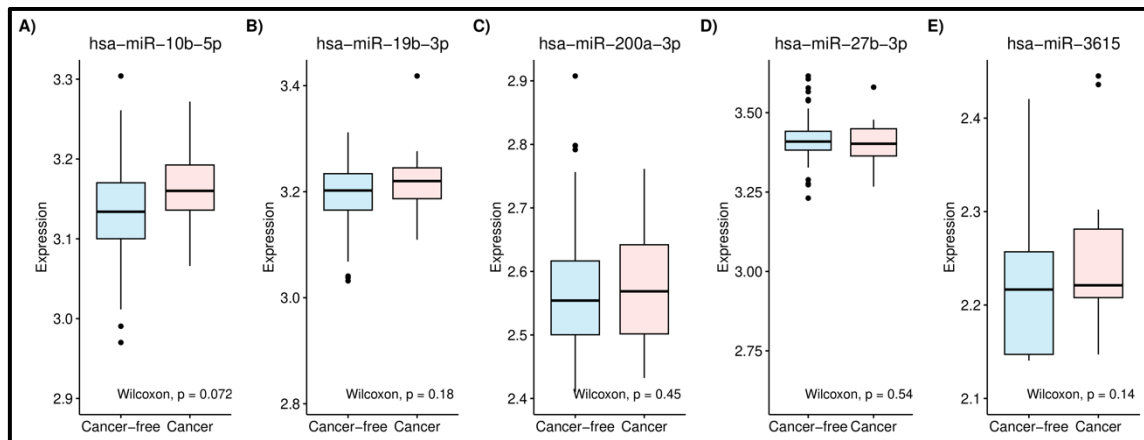 A)
hsa-miR-10b-5p
Expression
3.3
3.2
3.1
3.0
2.9
Wilcoxon, p = 0.072
Cancer-free Cancer
B)
hsa-miR-19b-3p
Expression
3.4
3.2
3.0
2.8
Wilcoxon, p = 0.18
Cancer-free Cancer
C)
hsa-miR-200a-3p
Expression
2.9
2.8
2.7
2.6
2.5
2.4
Wilcoxon, p = 0.45
Cancer-free Cancer
D)
hsa-miR-27b-3p
Expression
3.50
3.25
3.00
2.75
Wilcoxon, p = 0.54
Cancer-free Cancer
E)
hsa-miR-3615
Expression
2.4
2.3
2.2
2.1
Wilcoxon, p = 0.14
Cancer-free Cancer